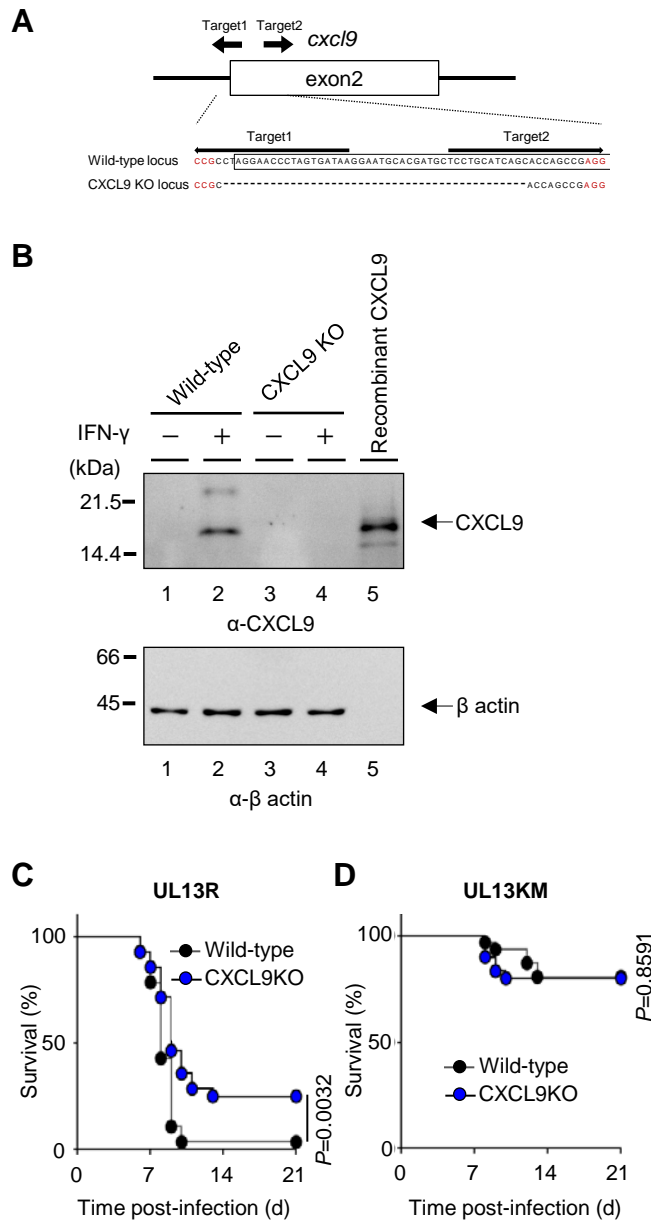 A
Target1 Target2 cxcl9
exon2
Target1 Target2
Wild-type locus CCGCCTAGGAACCCTAGTGATAAGGAATGCACGATGCTCCTGCATCAGCACCAGCCGAGG
CXCL9 KO locus CCGC--------------------------------------------ACCAGCCGAGG
B
Wild-type CXCL9 KO Recombinant CXCL9
IFN-γ − + − +
(kDa)
21.5
CXCL9
14.4
1 2 3 4 5
α-CXCL9
66
45
β actin
1 2 3 4 5
α-β actin
C D
UL13R UL13KM
100
50
0
Survival (%)
Wild-type
CXCL9KO
P=0.0032
0 7 14 21
Time post-infection (d)
100
50
0
Survival (%)
Wild-type
CXCL9KO
P=0.8591
0 7 14 21
Time post-infection (d)